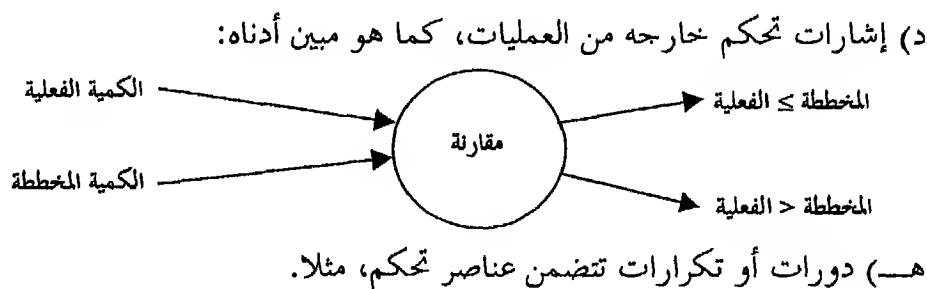 د) إشارات تحكم خارجه من العمليات، كما هو مبين أدناه:
الكمية الفعلية
المخططة ≥ الفعلية
مقارنة
الكمية المخططة
المخططة < الفعلية
هــ) دورات أو تكرارات تتضمن عناصر تحكم، مثلا.